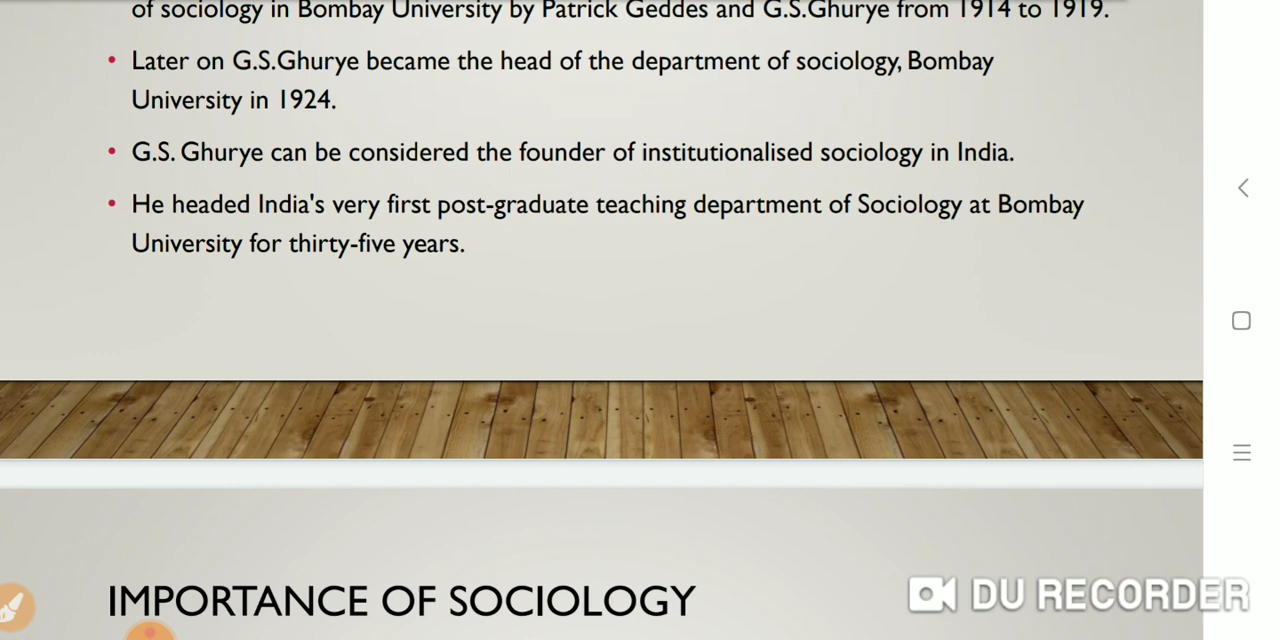 of sociology in Bombay University by Patrick Geddes and G.S.Ghurye from 1914 to 1919.
• Later on G.S.Ghurye became the head of the department of sociology, Bombay
University in 1924.
• G.S. Ghurye can be considered the founder of institutionalised sociology in India.
• He headed India's very first post-graduate teaching department of Sociology at Bombay
University for thirty-five years.
IMPORTANCE OF SOCIOLOGY
DU RECORDER